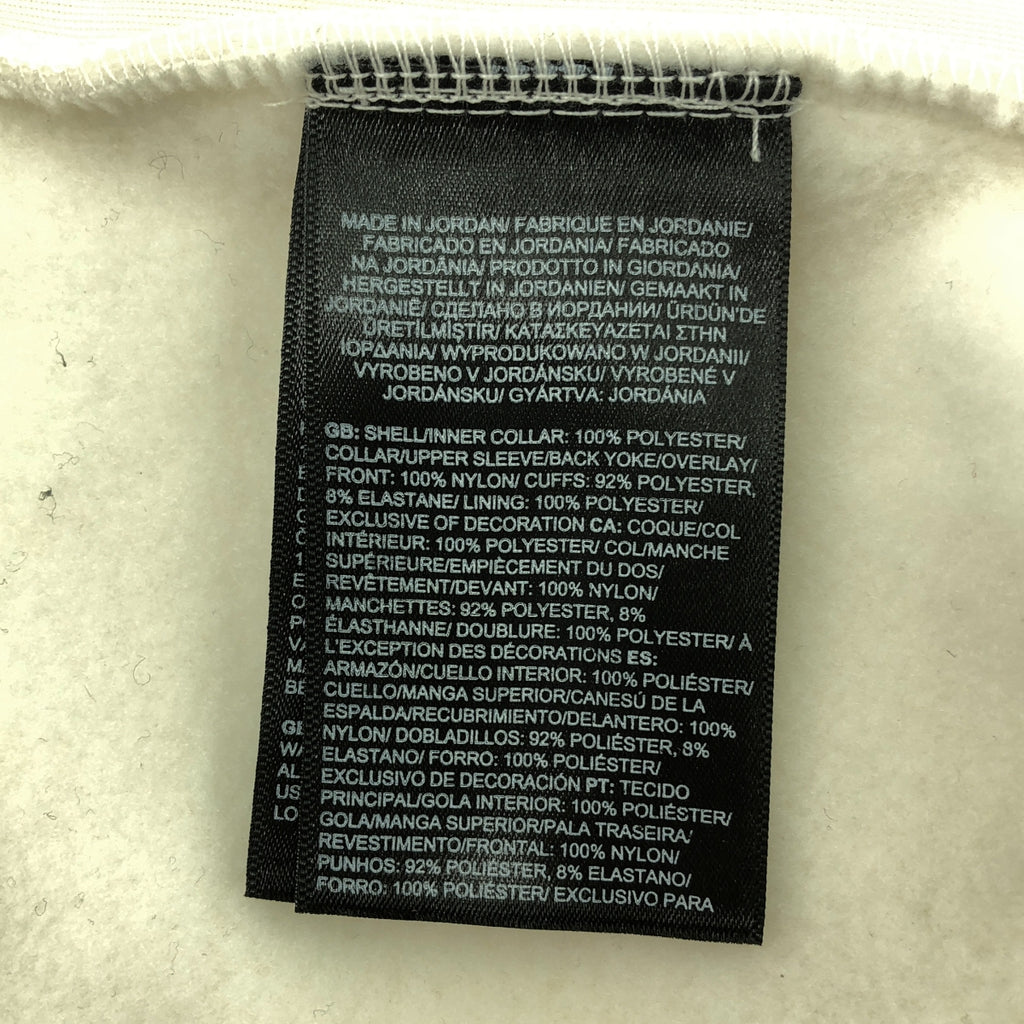 MADE IN JORDAN/ FABRIQUE EN JORDANIE/
FABRICADO EN JORDANIA/ FABRICADO
NA JORDÂNIA/ PRODOTTO IN GIORDANIA/
HERGESTELLT IN JORDANIEN/ GEMAAKT IN
JORDANIË/ СДЕЛАНО В ИОРДАНИИ/ ÜRDÜN'DE
ÜRETİLMİŞTİR/ ΚΑΤΑΣΚΕΥΑΖΕΤΑΙ ΣΤΗΝ
ΙΟΡΔΑΝΙΑ/ WYPRODUKOWANO W JORDANII/
VYROBENO V JORDÁNSKU/ VYROBENÉ V
JORDÁNSKU/ GYÁRTVA: JORDÁNIA
GB: SHELL/INNER COLLAR: 100% POLYESTER/
COLLAR/UPPER SLEEVE/BACK YOKE/OVERLAY/
FRONT: 100% NYLON/ CUFFS: 92% POLYESTER,
8% ELASTANE/ LINING: 100% POLYESTER/
EXCLUSIVE OF DECORATION CA: COQUE/COL
INTÉRIEUR: 100% POLYESTER/ COL/MANCHE
SUPÉRIEURE/EMPIÈCEMENT DU DOS/
REVÊTEMENT/DEVANT: 100% NYLON/
MANCHETTES: 92% POLYESTER, 8%
ÉLASTHANNE/ DOUBLURE: 100% POLYESTER/ À
L'EXCEPTION DES DÉCORATIONS ES:
ARMAZÓN/CUELLO INTERIOR: 100% POLIÉSTER/
CUELLO/MANGA SUPERIOR/CANESÚ DE LA
ESPALDA/RECUBRIMIENTO/DELANTERO: 100%
NYLON/ DOBLADILLOS: 92% POLIÉSTER, 8%
ELASTANO/ FORRO: 100% POLIÉSTER/
EXCLUSIVO DE DECORACIÓN PT: TECIDO
PRINCIPAL/GOLA INTERIOR: 100% POLIÉSTER/
GOLA/MANGA SUPERIOR/PALA TRASEIRA/
REVESTIMENTO/FRONTAL: 100% NYLON/
PUNHOS: 92% POLIÉSTER, 8% ELASTANO/
FORRO: 100% POLIÉSTER/ EXCLUSIVO PARA